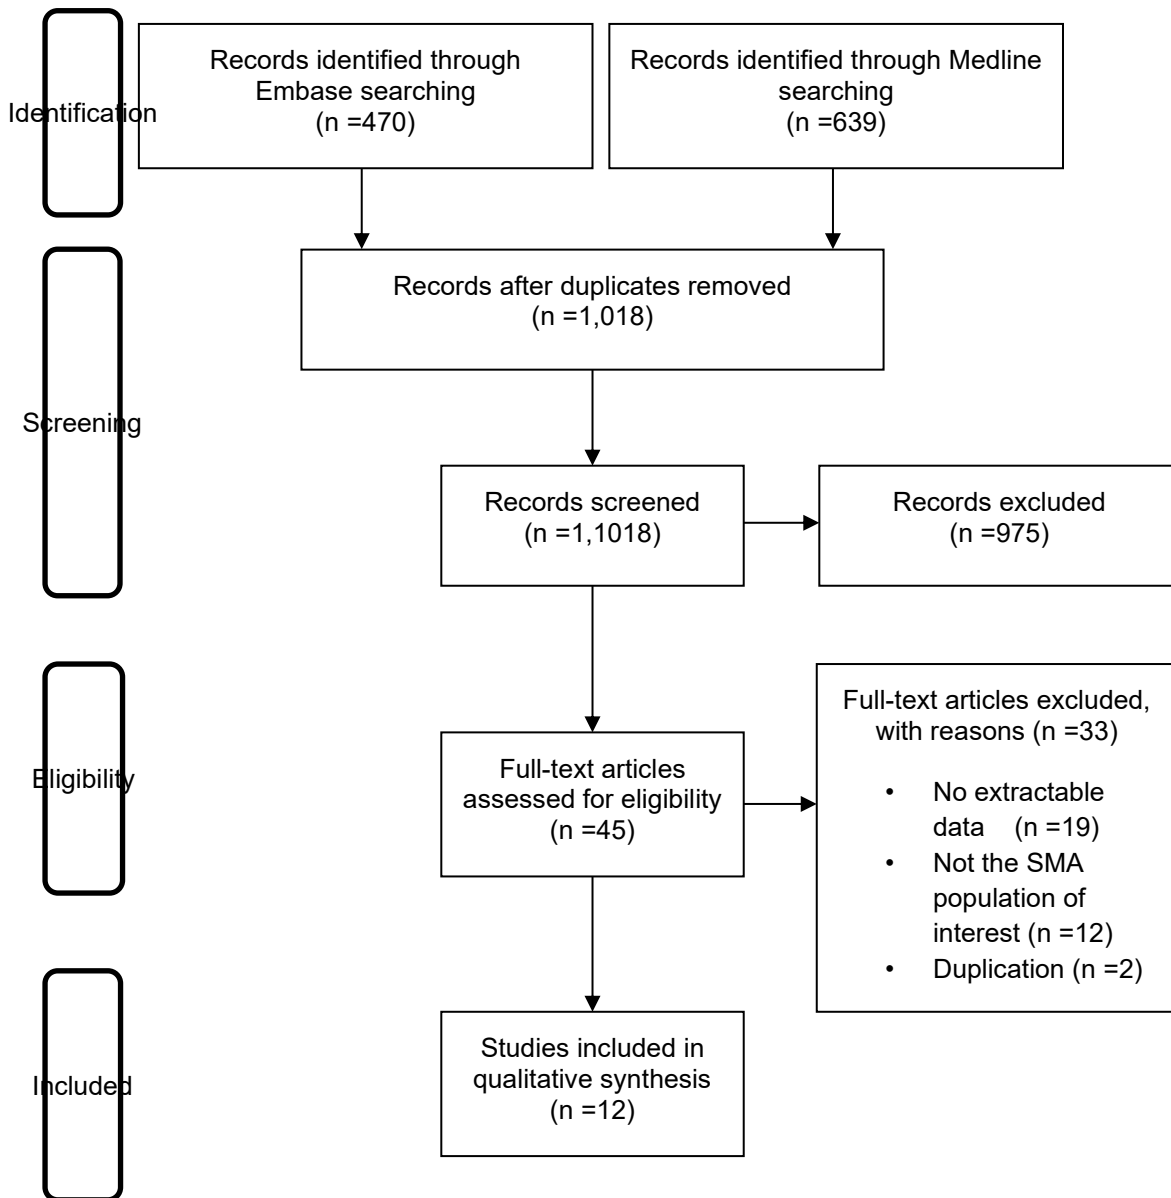 Identification
Records identified through
Embase searching
(n =470)
Records identified through Medline
searching
(n =639)
Screening
Records after duplicates removed
(n =1,018)
Records screened
(n =1,1018)
Records excluded
(n =975)
Eligibility
Full-text articles
assessed for eligibility
(n =45)
Full-text articles excluded,
with reasons (n =33)
• No extractable
data (n =19)
• Not the SMA
population of
interest (n =12)
• Duplication (n =2)
Included
Studies included in
qualitative synthesis
(n =12)